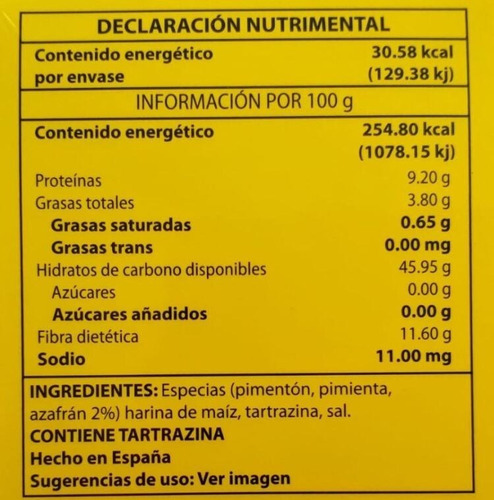 DECLARACIÓN NUTRIMENTAL
Contenido energético 30.58 kcal
por envase (129.38 kj)
INFORMACIÓN POR 100 g
Contenido energético 254.80 kcal
(1078.15 kj)
Proteínas 9.20 g
Grasas totales 3.80 g
Grasas saturadas 0.65 g
Grasas trans 0.00 mg
Hidratos de carbono disponibles 45.95 g
Azúcares 0.00 g
Azúcares añadidos 0.00 g
Fibra dietética 11.60 g
Sodio 11.00 mg
INGREDIENTES: Especias (pimentón, pimienta,
azafrán 2%) harina de maíz, tartrazina, sal.
CONTIENE TARTRAZINA
Hecho en España
Sugerencias de uso: Ver imagen